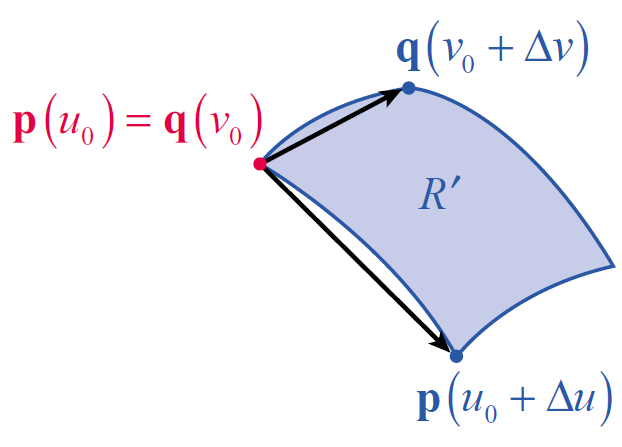 q(v₀ + Δv)
p(u₀) = q(v₀)
R′
p(u₀ + Δu)